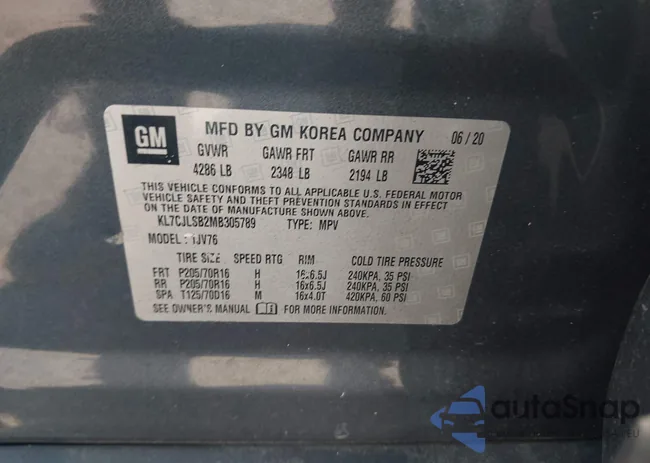 GM
MFD BY GM KOREA COMPANY 06/20
GVWR GAWR FRT GAWR RR
4286 LB 2348 LB 2194 LB
THIS VEHICLE CONFORMS TO ALL APPLICABLE U.S. FEDERAL MOTOR
VEHICLE SAFETY AND THEFT PREVENTION STANDARDS IN EFFECT ON
THE DATE OF MANUFACTURE SHOWN ABOVE.
KL7CJLSB2MB305789 TYPE: MPV
MODEL: 1JV76
TIRE SIZE SPEED RTG RIM COLD TIRE PRESSURE
FRT P205/70R16 H 16x6.5J 240KPA, 35 PSI
RR P205/70R16 H 16x6.5J 240KPA, 35 PSI
SPA T125/70D16 M 16x4.0T 420KPA, 60 PSI
SEE OWNER'S MANUAL FOR MORE INFORMATION.
autoSnap